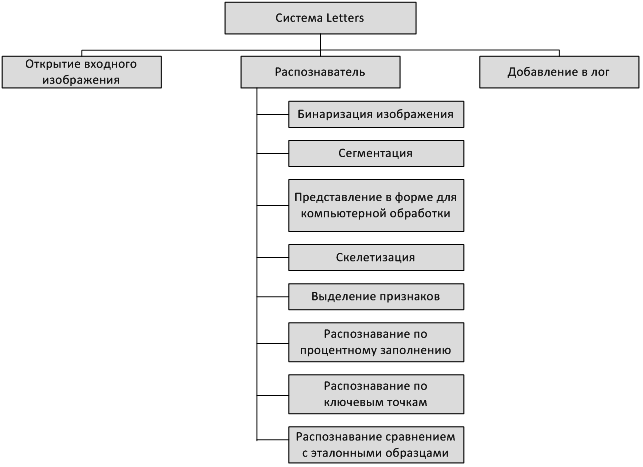 Система Letters
Открытие входного
изображения
Распознаватель
Добавление в лог
Бинаризация изображения
Сегментация
Представление в форме для
компьютерной обработки
Скелетизация
Выделение признаков
Распознавание по
процентному заполнению
Распознавание по
ключевым точкам
Распознавание сравнением
с эталонными образцами